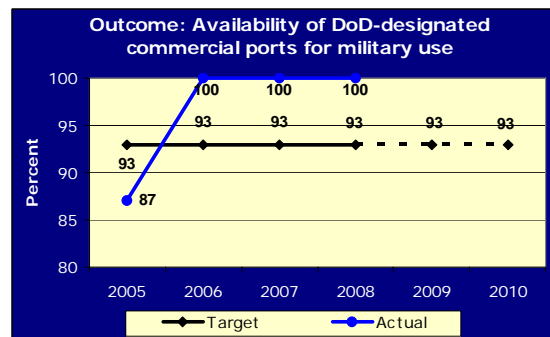 Outcome: Availability of DoD-designated
commercial ports for military use
Percent
100
95
90
85
80
100 100 100
93 93 93 93 93
93
87
2005 2006 2007 2008 2009 2010
Target Actual